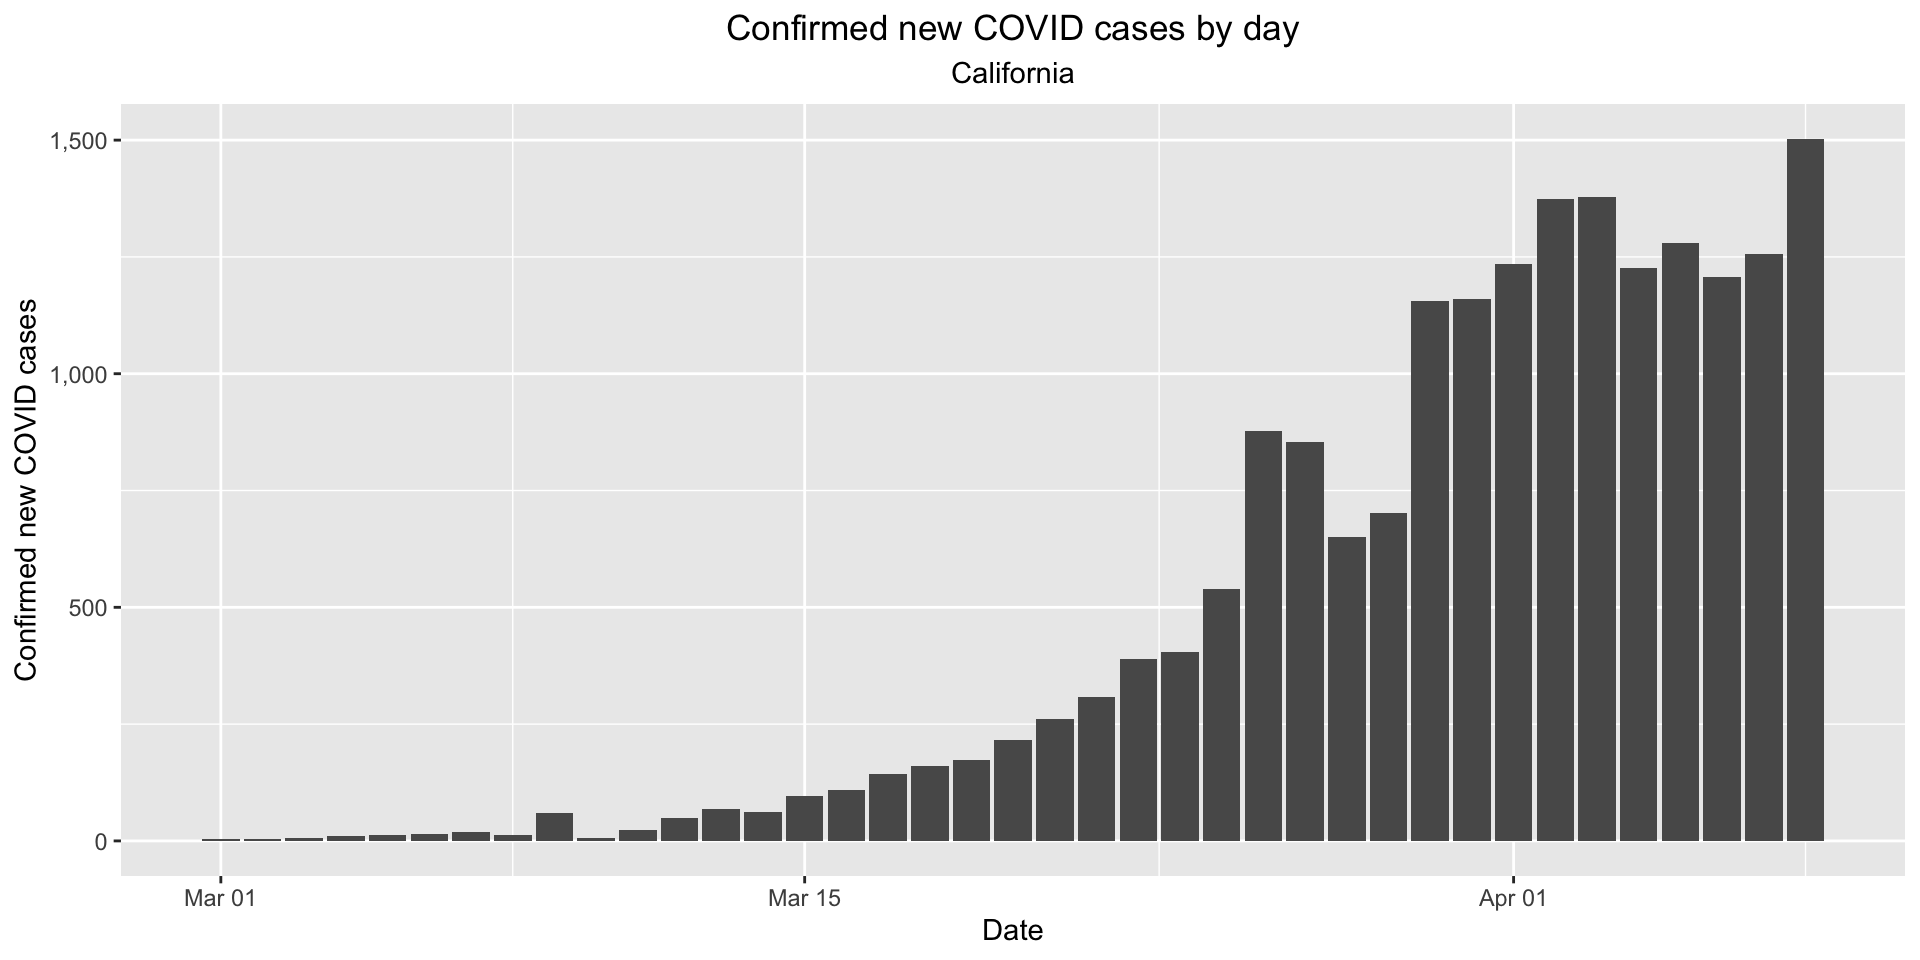 Confirmed new COVID cases by day
California
Confirmed new COVID cases
1,500
1,000
500
0
Mar 01 Mar 15 Apr 01
Date